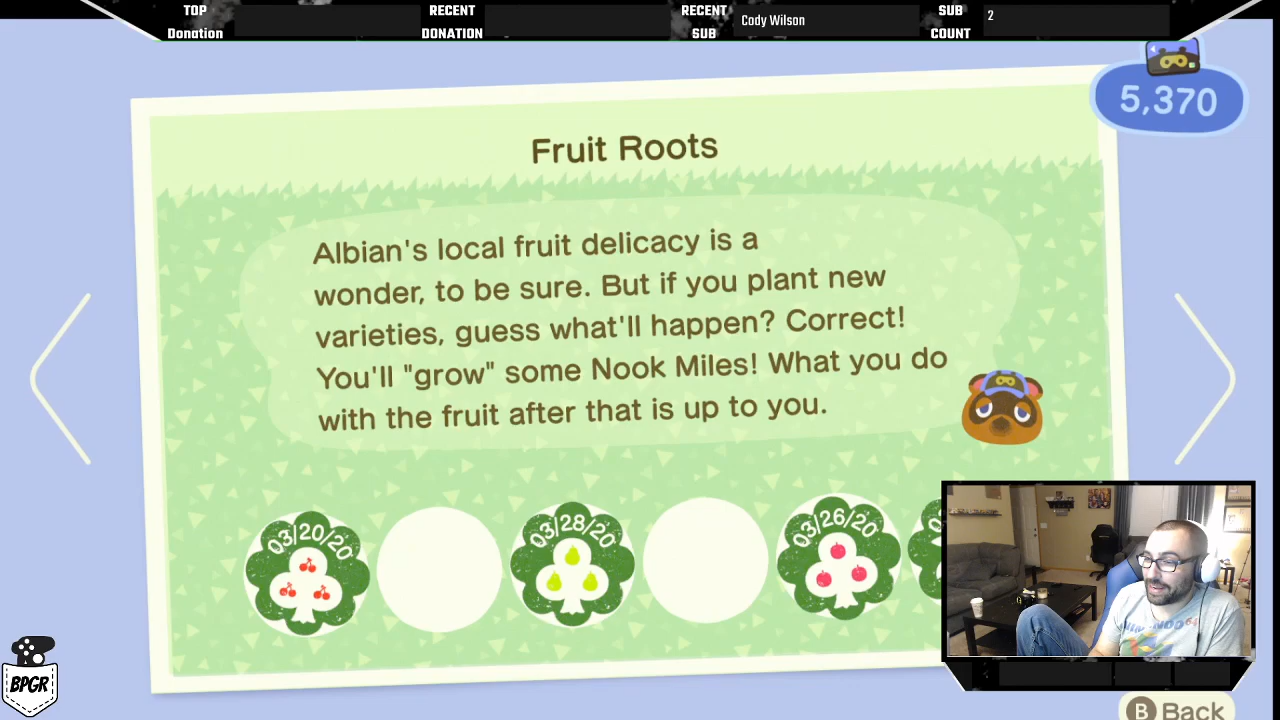 TOP
Donation
RECENT
DONATION
RECENT
SUB
Cody Wilson
SUB
COUNT
2
5,370
Fruit Roots
Albian's local fruit delicacy is a
wonder, to be sure. But if you plant new
varieties, guess what'll happen? Correct!
You'll "grow" some Nook Miles! What you do
with the fruit after that is up to you.
03/20/20
03/28/20
03/26/20
BPGR
B Back